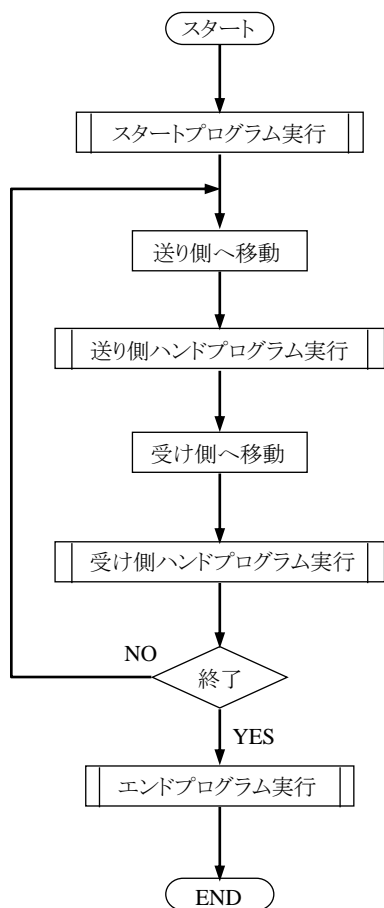 スタート
スタートプログラム実行
送り側へ移動
送り側ハンドプログラム実行
受け側へ移動
受け側ハンドプログラム実行
NO
終了
YES
エンドプログラム実行
END